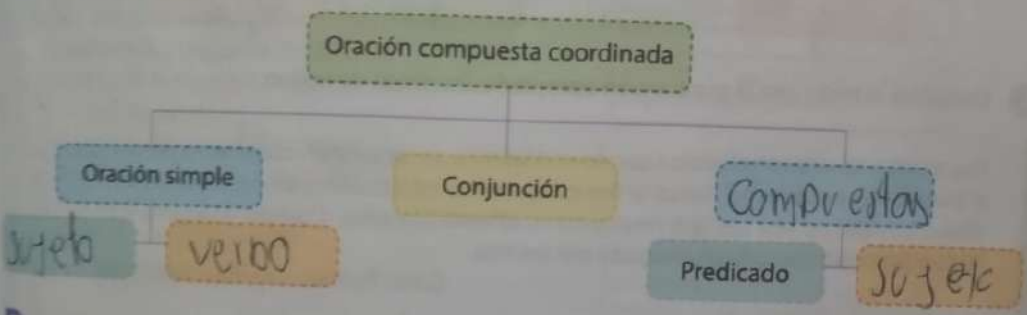 Oración compuesta coordinada
Oración simple
Conjunción
Compuestas
sujeto
verbo
Predicado
sujeto